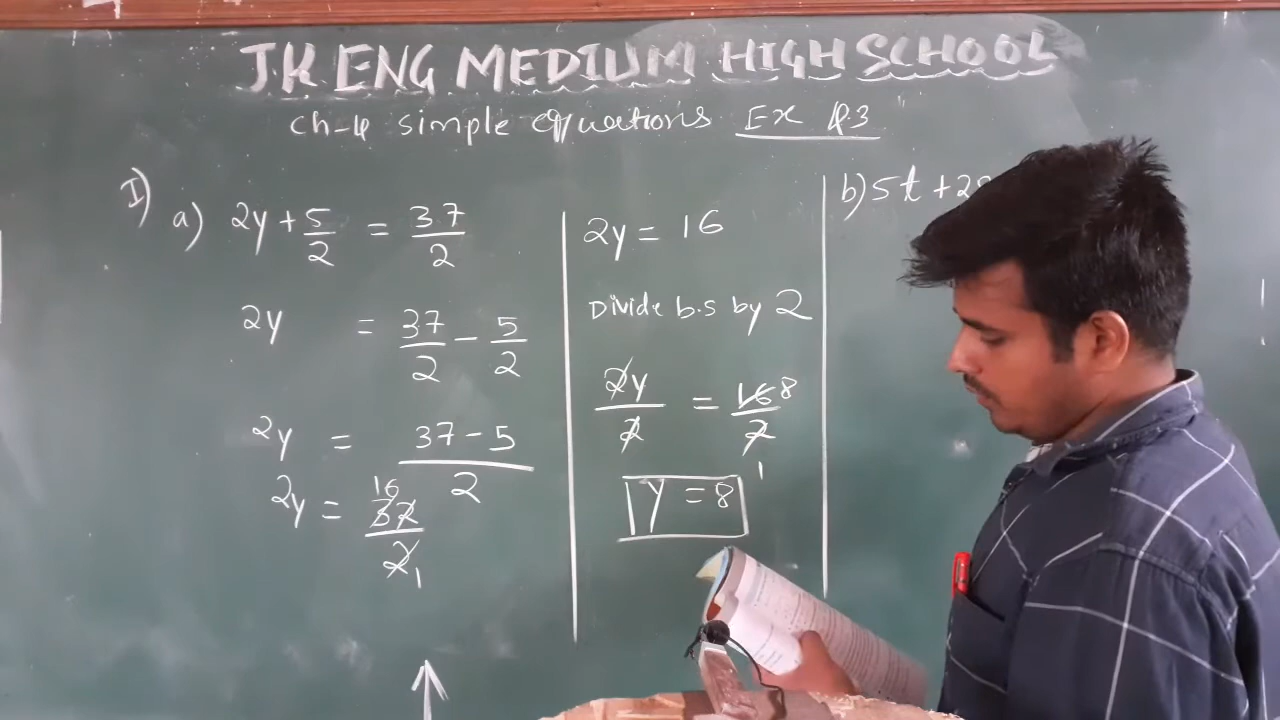 J.K ENG MEDIUM HIGH SCHOOL
ch-4 simple equations Ex 4.3
I) a) 2y + 5/2 = 37/2
2y = 37/2 - 5/2
2y = 37-5/2
2y = 32/2 16 1
2y = 16
Divide b.s by 2
2y/2 = 16/2 8 1
y = 8
b) 5t + 28